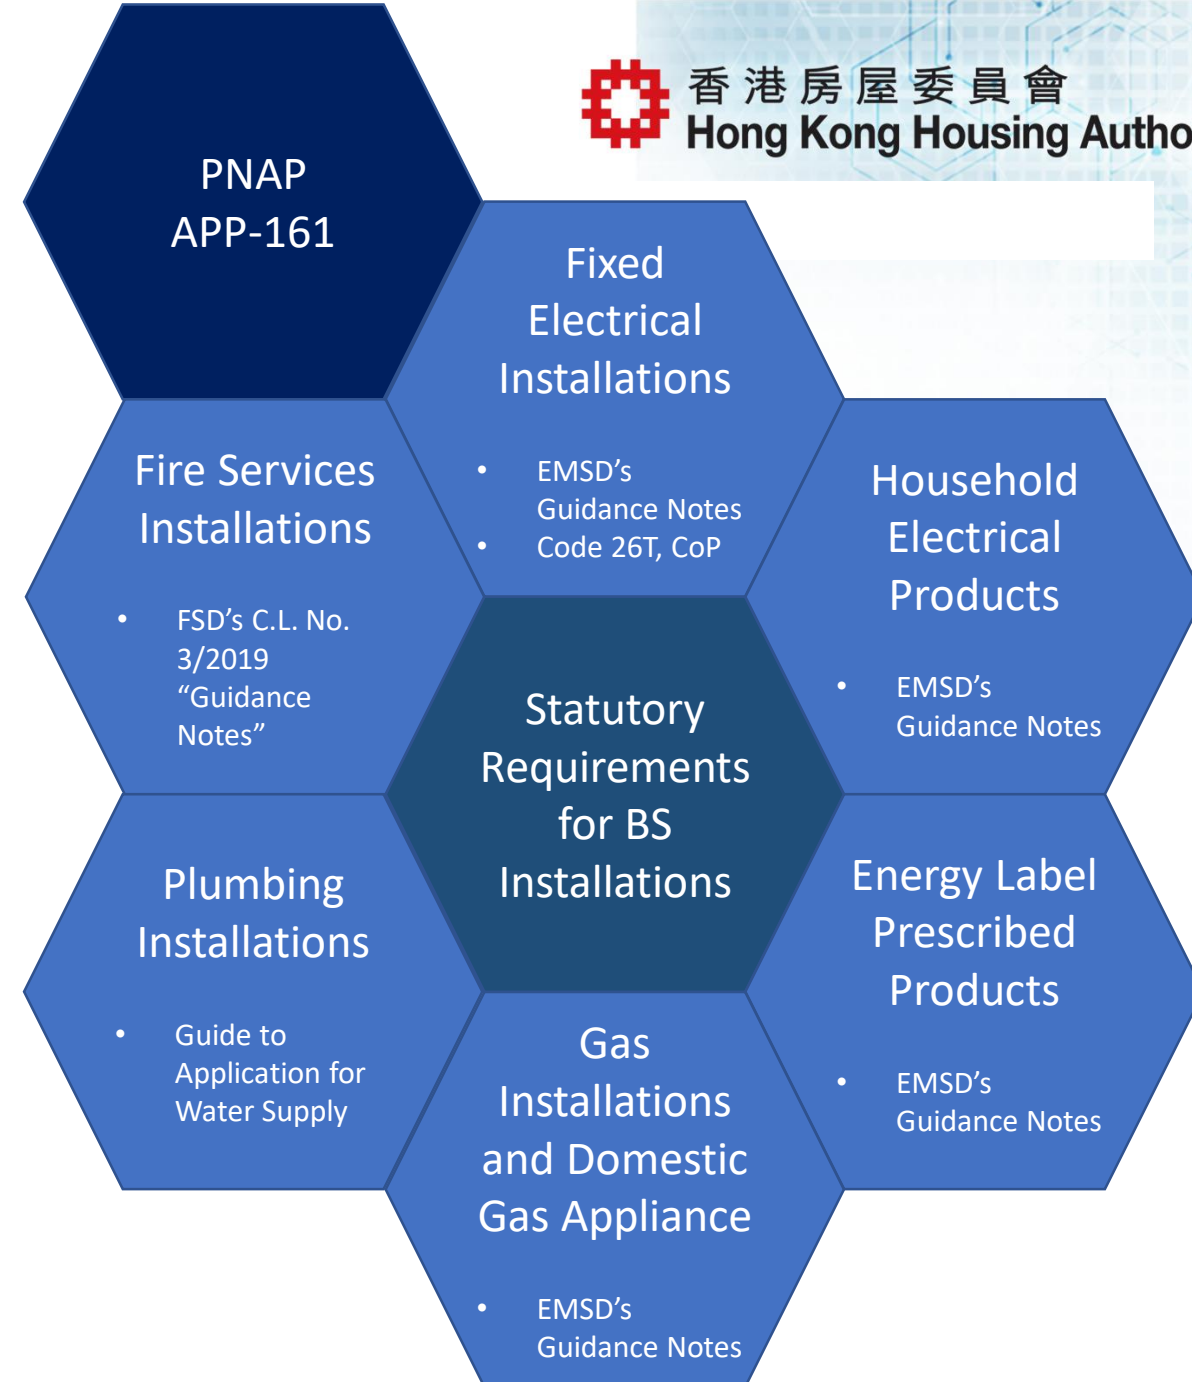 香港房屋委員會
Hong Kong Housing Autho
PNAP
APP-161
Fixed
Electrical
Installations
• EMSD’s
Guidance Notes
• Code 26T, CoP
Fire Services
Installations
• FSD’s C.L. No.
3/2019
“Guidance
Notes”
Household
Electrical
Products
• EMSD’s
Guidance Notes
Statutory
Requirements
for BS
Installations
Plumbing
Installations
• Guide to
Application for
Water Supply
Energy Label
Prescribed
Products
• EMSD’s
Guidance Notes
Gas
Installations
and Domestic
Gas Appliance
• EMSD’s
Guidance Notes